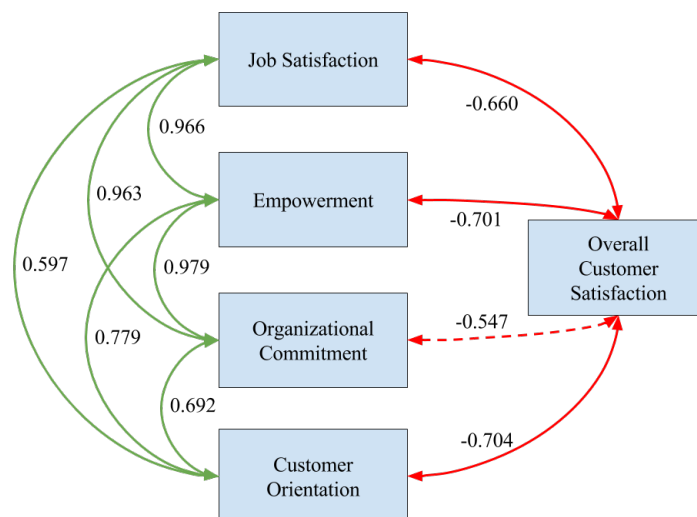 Job Satisfaction
-0.660
0.966
Empowerment
0.963
-0.701
Overall
Customer
Satisfaction
0.597
0.979
Organizational
Commitment
-0.547
0.779
0.692
-0.704
Customer
Orientation